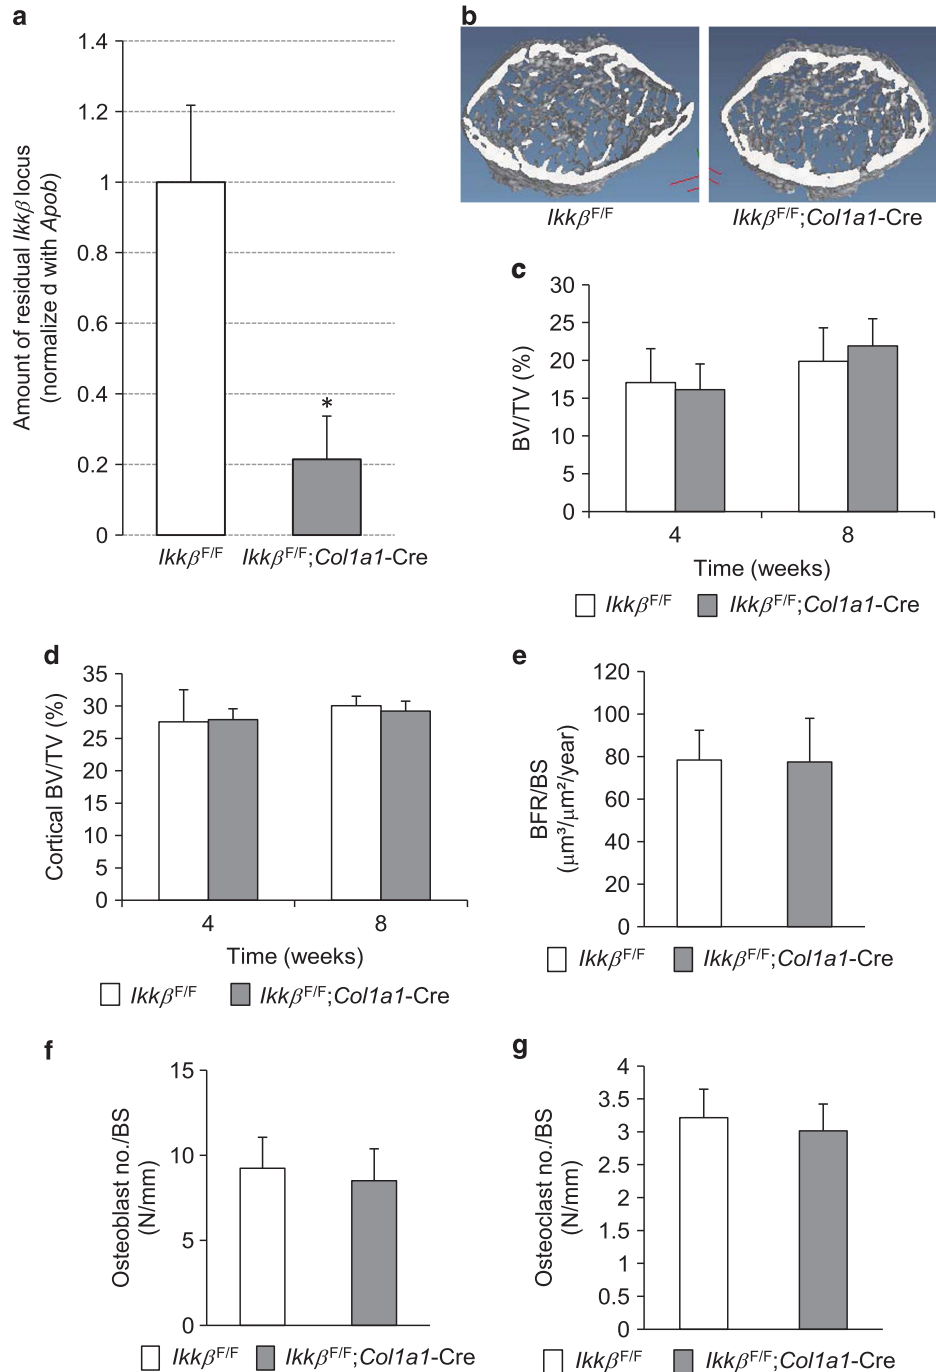 a
1.4
1.2
1
0.8
0.6
0.4
0.2
0
Amount of residual Ikkβ locus
(normalize d with Apob)
*
IkkβF/F
IkkβF/F;Col1a1-Cre
b
IkkβF/F
IkkβF/F;Col1a1-Cre
c
30
25
20
15
10
5
0
BV/TV (%)
4
8
Time (weeks)
IkkβF/F
IkkβF/F;Col1a1-Cre
d
35
30
25
20
15
10
5
0
Cortical BV/TV (%)
4
8
Time (weeks)
IkkβF/F
IkkβF/F;Col1a1-Cre
e
120
100
80
60
40
20
0
BFR/BS
(μm³/μm²/year)
IkkβF/F
IkkβF/F;Col1a1-Cre
f
15
10
5
0
Osteoblast no./BS
(N/mm)
IkkβF/F
IkkβF/F;Col1a1-Cre
g
4
3.5
3
2.5
2
1.5
1
0.5
0
Osteoclast no./BS
(N/mm)
IkkβF/F
IkkβF/F;Col1a1-Cre